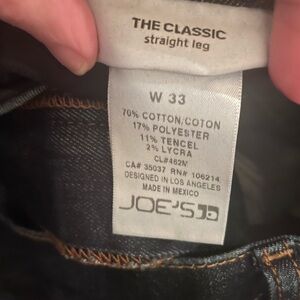 THE CLASSIC
straight leg
W 33
70% COTTON/COTON
17% POLYESTER
11% TENCEL
2% LYCRA
CL#462N
CA# 35037 RN# 106214
DESIGNED IN LOS ANGELES
MADE IN MEXICO
JOE'S